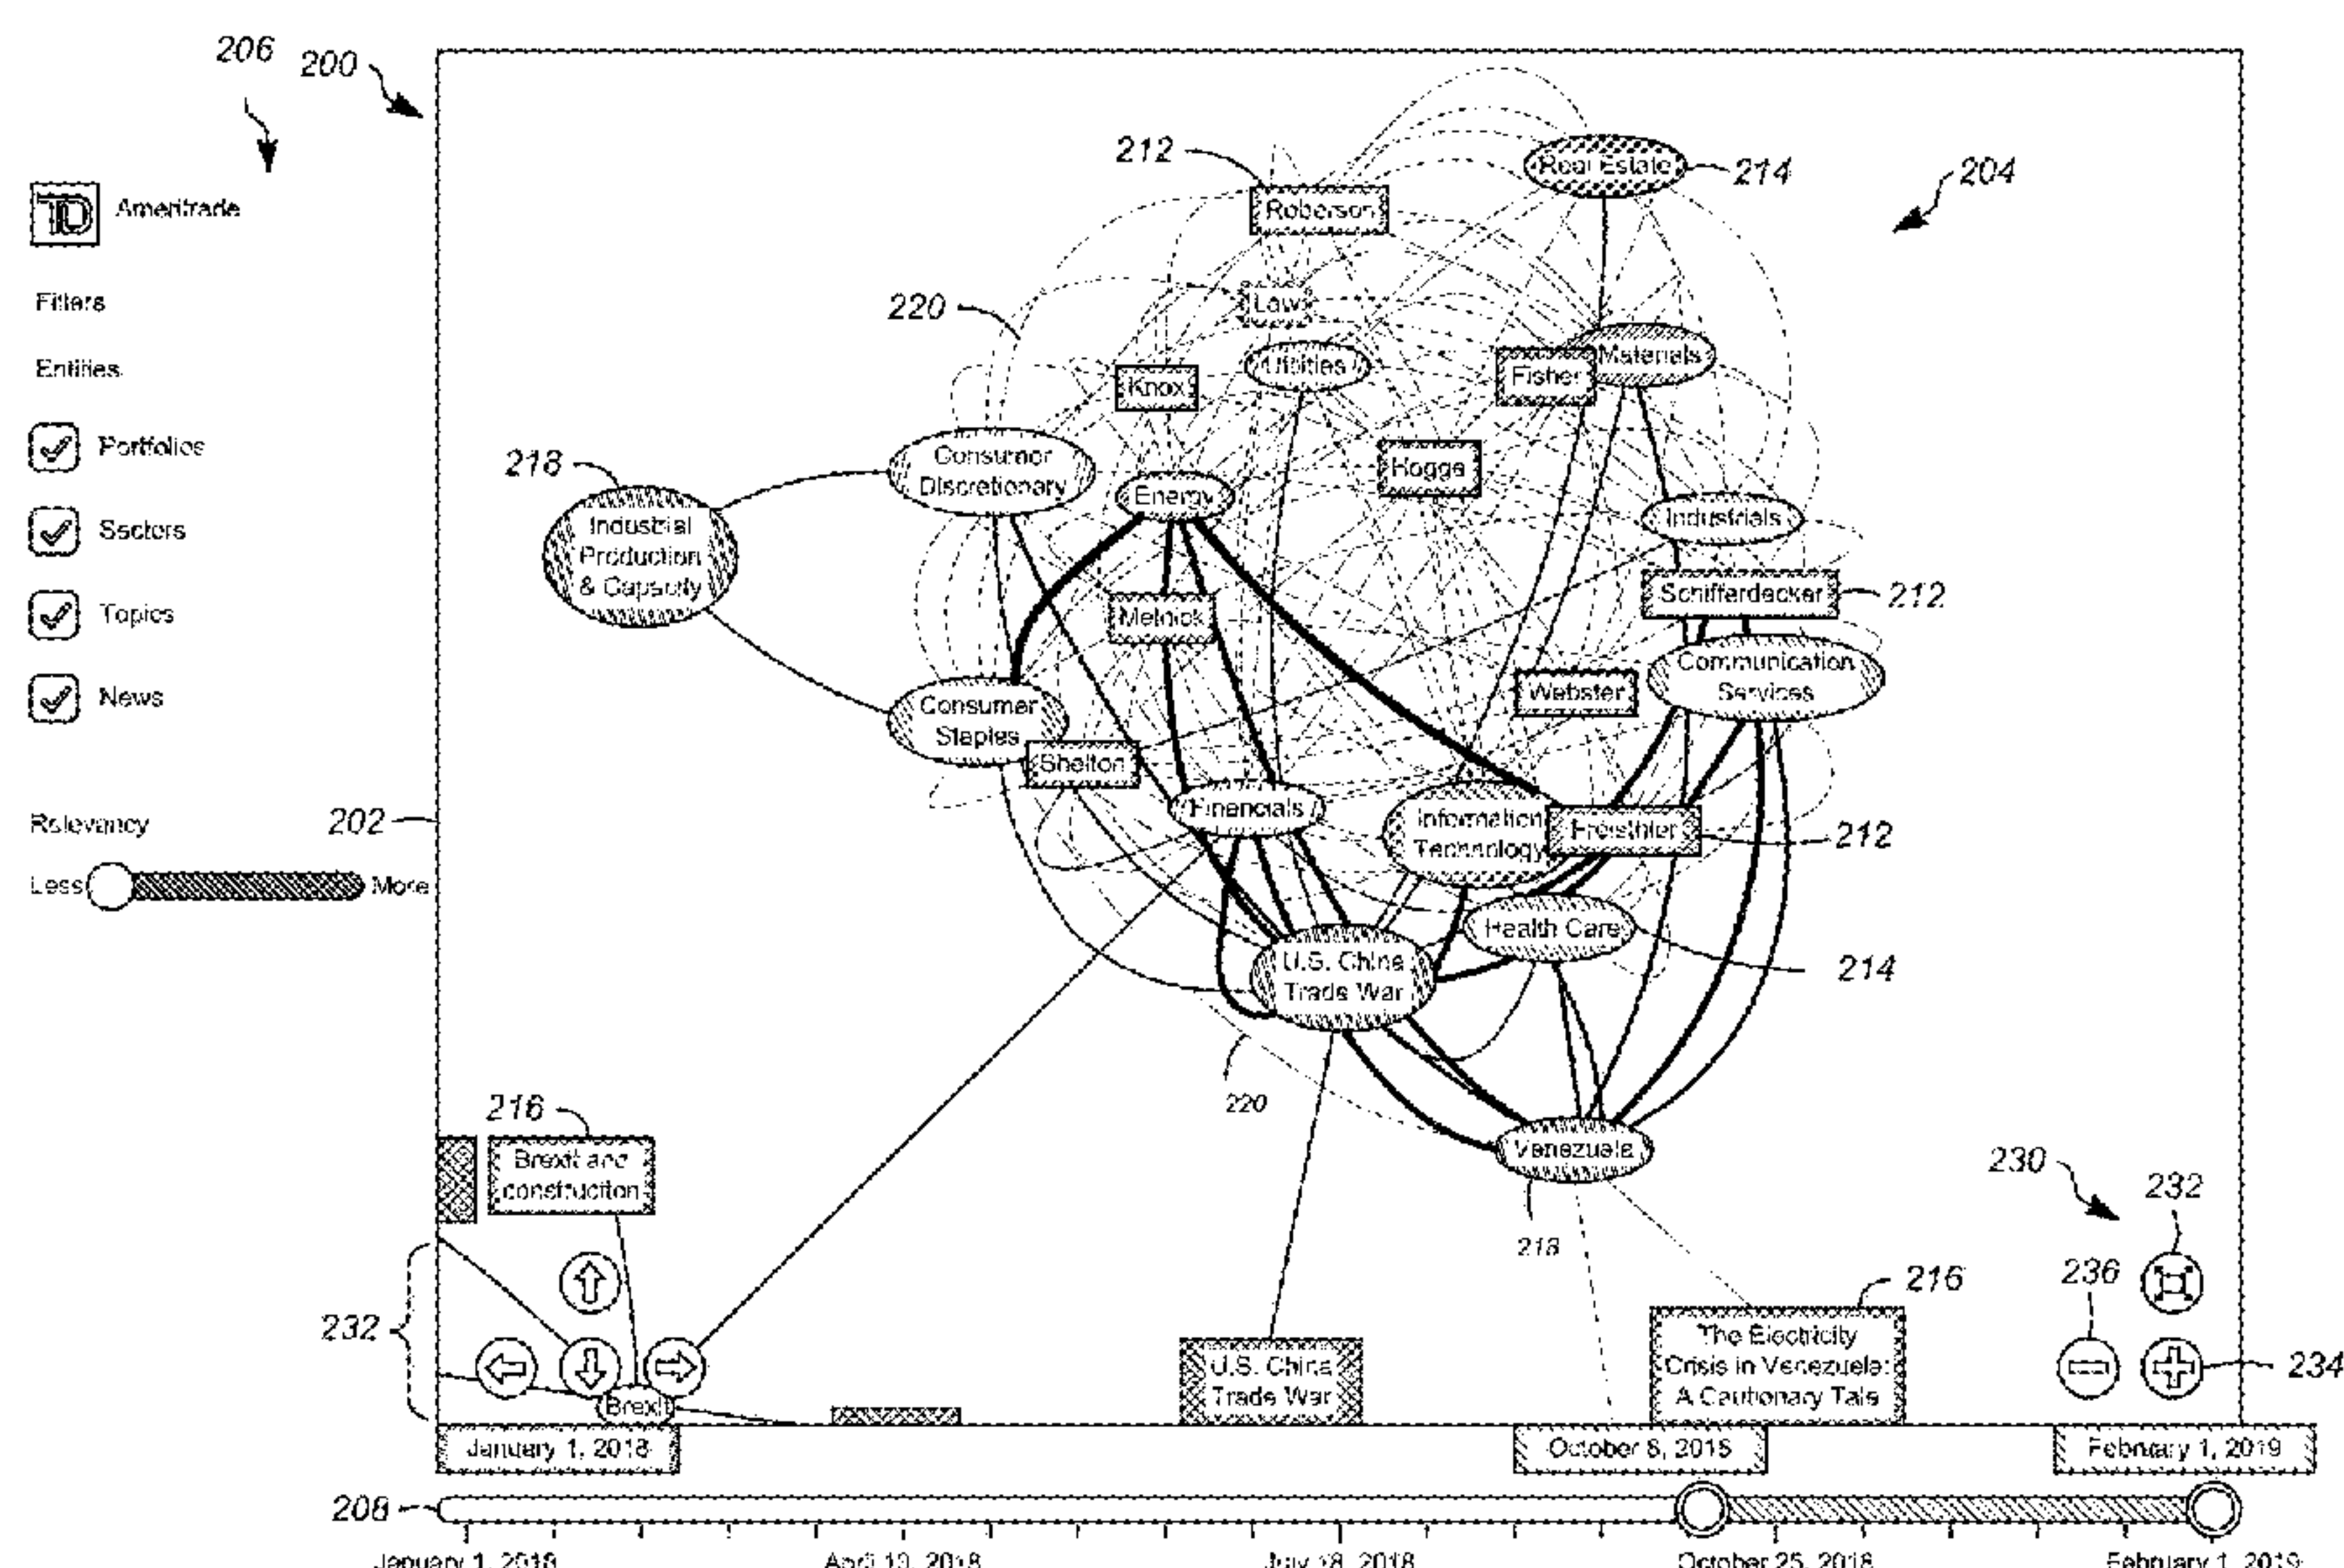 206
200
TD
Ameritrade
Filters
Entities
Portfolios
Sectors
Topics
News
Relevancy
Less
More
202
204
212
Roberson
Real Estate
214
220
Law
Utilities
Knox
Fisher
Materials
Hogge
Consumer
Discretionary
Energy
218
Industrial
Production
& Capacity
Industrials
Schifferdecker
212
Melnick
Communication
Services
Webster
Consumer
Staples
Shelton
Financials
Information
Technology
Freisthler
212
Health Care
214
U.S. China
Trade War
220
Venezuela
218
216
Brexit and
construciton
230
232
236
234
216
The Electricity
Crisis in Venezuela:
A Cautionary Tale
U.S. China
Trade War
232
Brexit
January 1, 2018
October 8, 2018
February 1, 2019
208
January 1, 2018
July 18, 2018
October 25, 2018
February 1, 2019